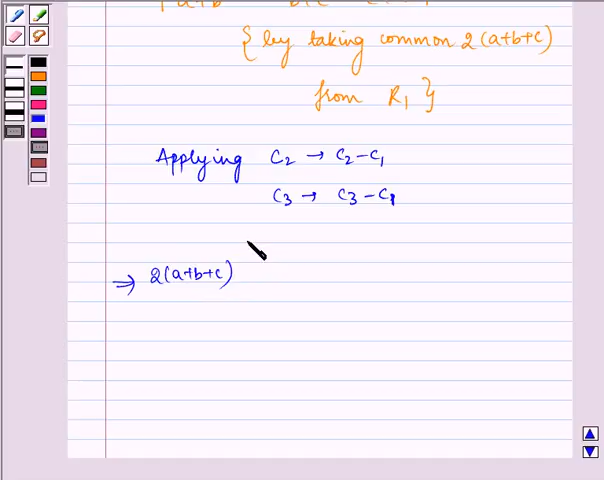 a+b b+c
{ by taking common 2(a+b+c)
from R₁ }
Applying C₂ → C₂-C₁
C₃ → C₃-C₁
⇒ 2(a+b+c)